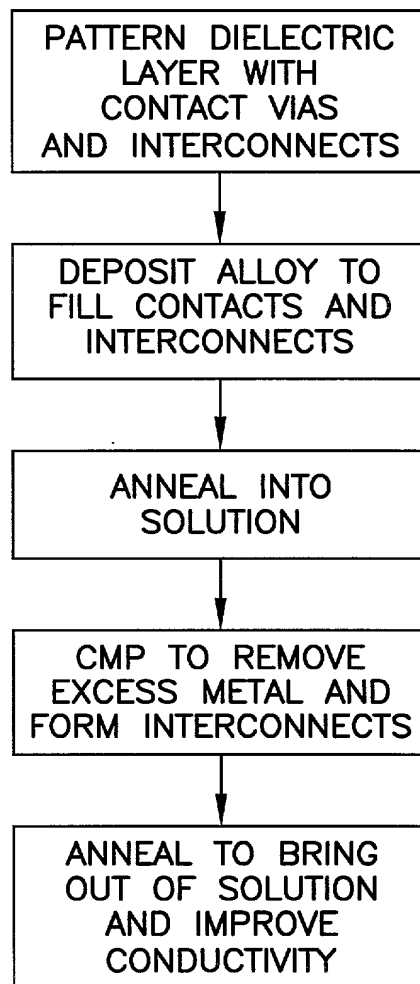 PATTERN DIELECTRIC
LAYER WITH
CONTACT VIAS
AND INTERCONNECTS
DEPOSIT ALLOY TO
FILL CONTACTS AND
INTERCONNECTS
ANNEAL INTO
SOLUTION
CMP TO REMOVE
EXCESS METAL AND
FORM INTERCONNECTS
ANNEAL TO BRING
OUT OF SOLUTION
AND IMPROVE
CONDUCTIVITY